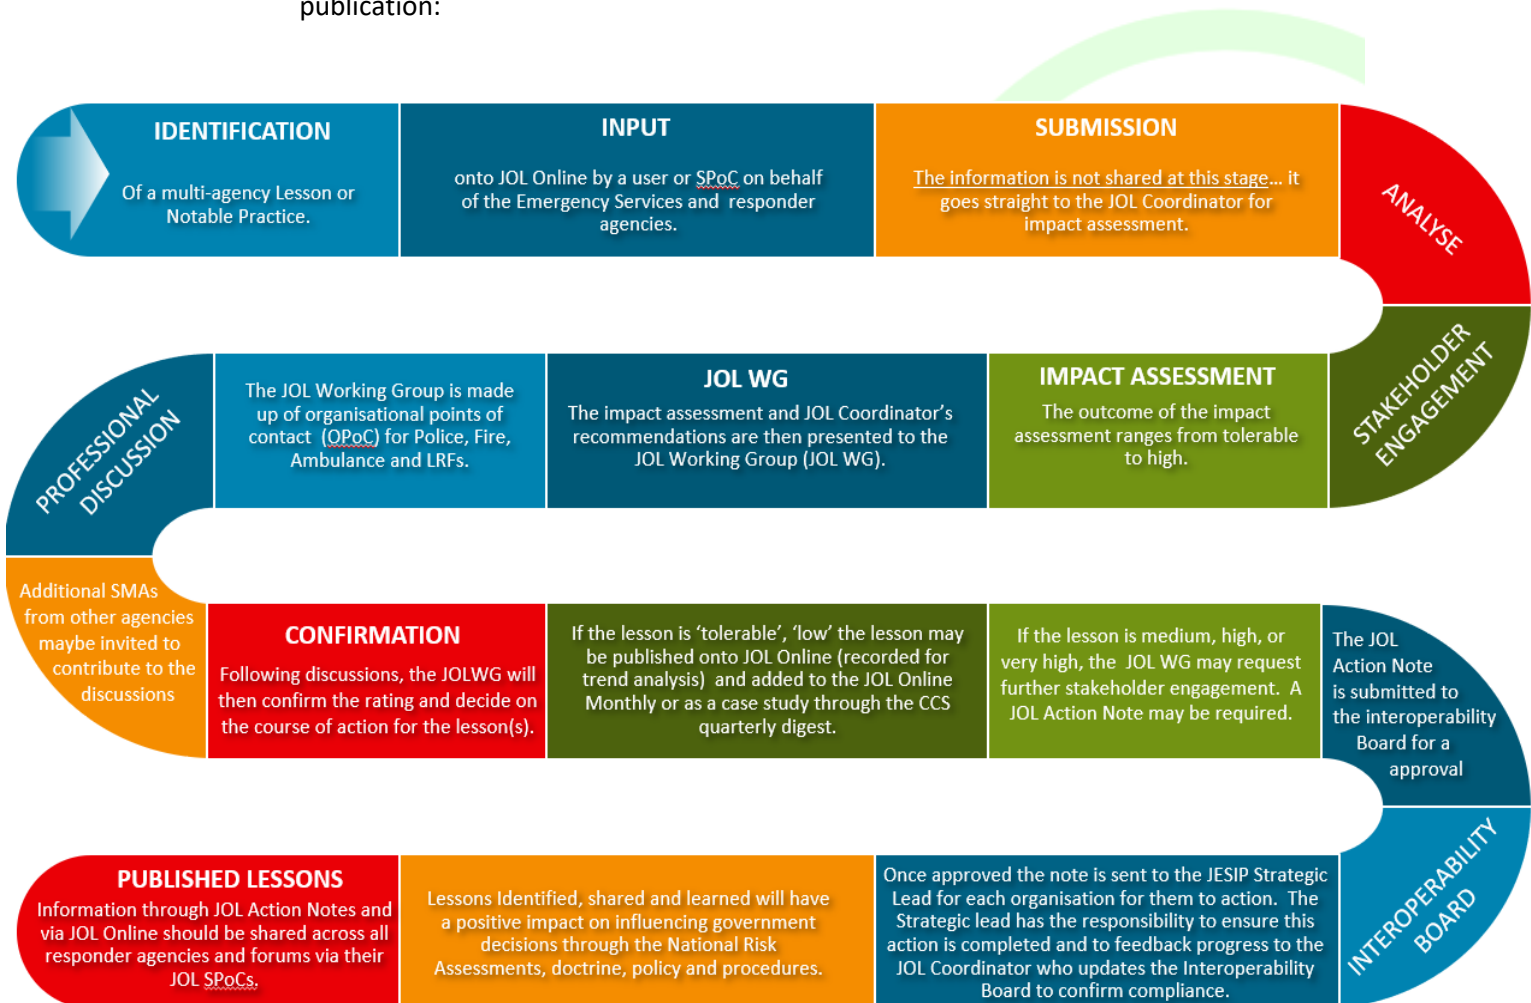 publication:
IDENTIFICATION
Of a multi-agency Lesson or
Notable Practice.
INPUT
onto JOL Online by a user or SPoC on behalf
of the Emergency Services and responder
agencies.
SUBMISSION
The information is not shared at this stage... it
goes straight to the JOL Coordinator for
impact assessment.
ANALYSE
STAKEHOLDER
ENGAGEMENT
IMPACT ASSESSMENT
The outcome of the impact
assessment ranges from tolerable
to high.
JOL WG
The impact assessment and JOL Coordinator's
recommendations are then presented to the
JOL Working Group (JOL WG).
The JOL Working Group is made
up of organisational points of
contact (OPoC) for Police, Fire,
Ambulance and LRFs.
PROFESSIONAL
DISCUSSION
Additional SMAs
from other agencies
maybe invited to
contribute to the
discussions
CONFIRMATION
Following discussions, the JOLWG will
then confirm the rating and decide on
the course of action for the lesson(s).
If the lesson is 'tolerable', 'low' the lesson may
be published onto JOL Online (recorded for
trend analysis) and added to the JOL Online
Monthly or as a case study through the CCS
quarterly digest.
If the lesson is medium, high, or
very high, the JOL WG may request
further stakeholder engagement. A
JOL Action Note may be required.
The JOL
Action Note
is submitted to
the interoperability
Board for a
approval
INTEROPERABILITY
BOARD
Once approved the note is sent to the JESIP Strategic
Lead for each organisation for them to action. The
Strategic lead has the responsibility to ensure this
action is completed and to feedback progress to the
JOL Coordinator who updates the Interoperability
Board to confirm compliance.
Lessons Identified, shared and learned will have
a positive impact on influencing government
decisions through the National Risk
Assessments, doctrine, policy and procedures.
PUBLISHED LESSONS
Information through JOL Action Notes and
via JOL Online should be shared across all
responder agencies and forums via their
JOL SPoCs.